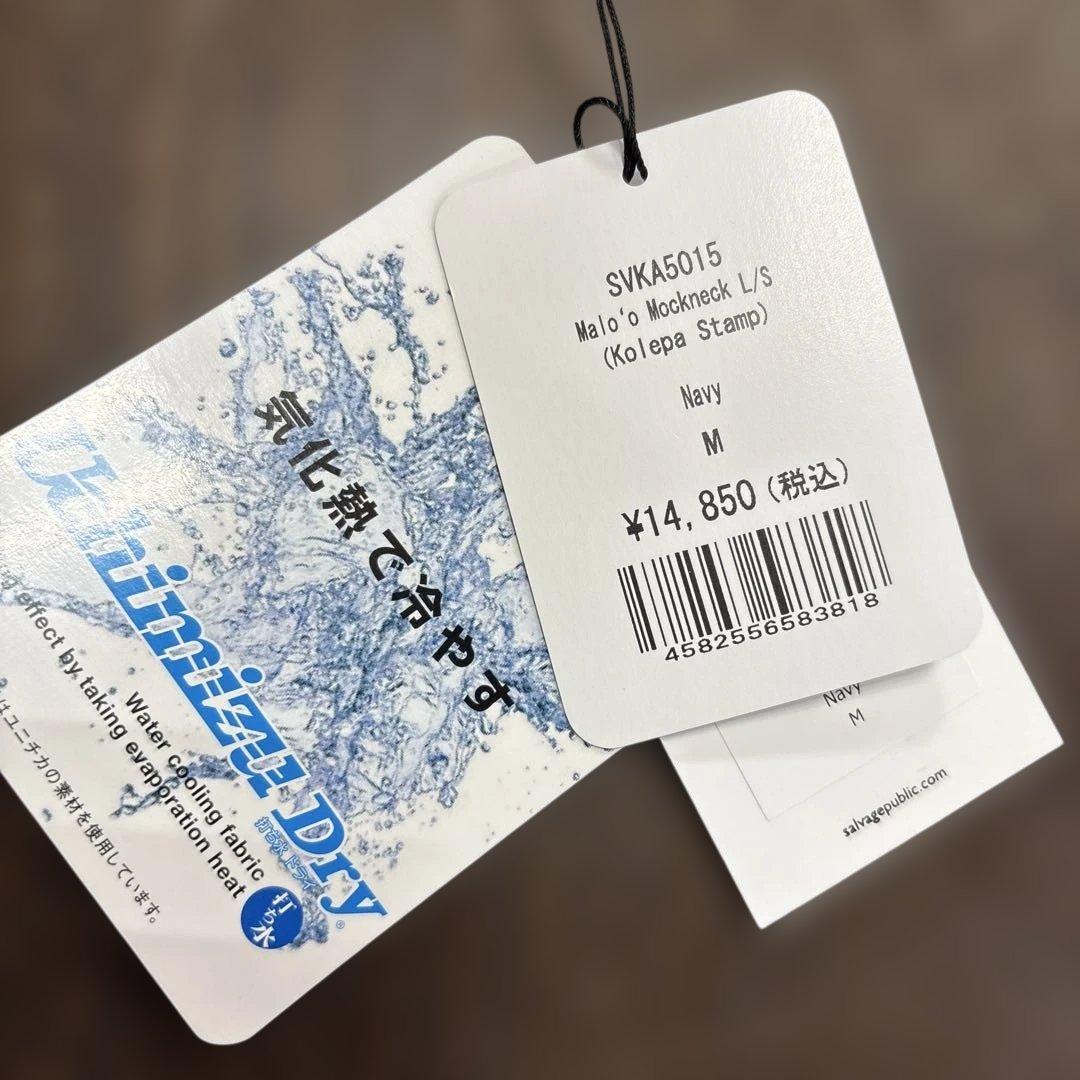 SVKA5015
Malo'o Mockneck L/S
(Kolepa Stamp)
Navy
M
¥14,850(税込)
4582556583818
気化熱で冷やす
Uchimizu Dry®
打ち水ドライ
Water cooling fabric
effect by taking evaporation heat
はユニチカの素材を使用しています。
打ち水
Navy
M
salvagepublic.com